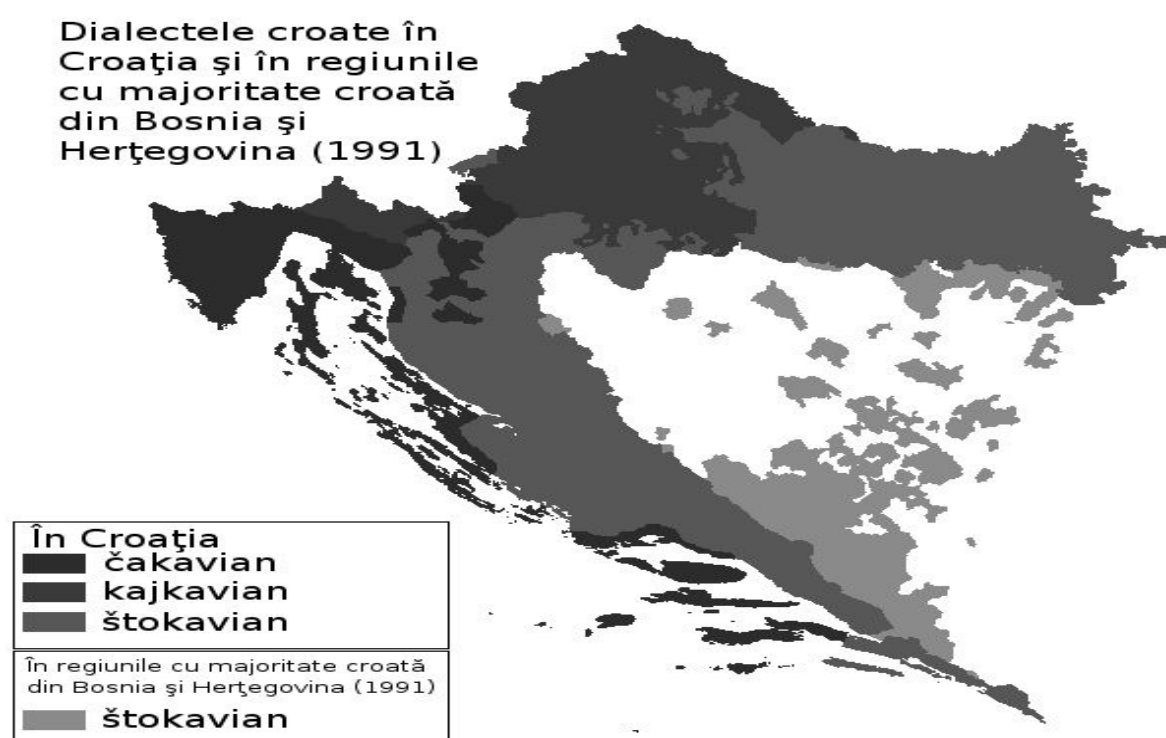 Dialectele croate în
Croaţia şi în regiunile
cu majoritate croată
din Bosnia şi
Herţegovina (1991)
În Croaţia
čakavian
kajkavian
štokavian
În regiunile cu majoritate croată
din Bosnia şi Herţegovina (1991)
štokavian